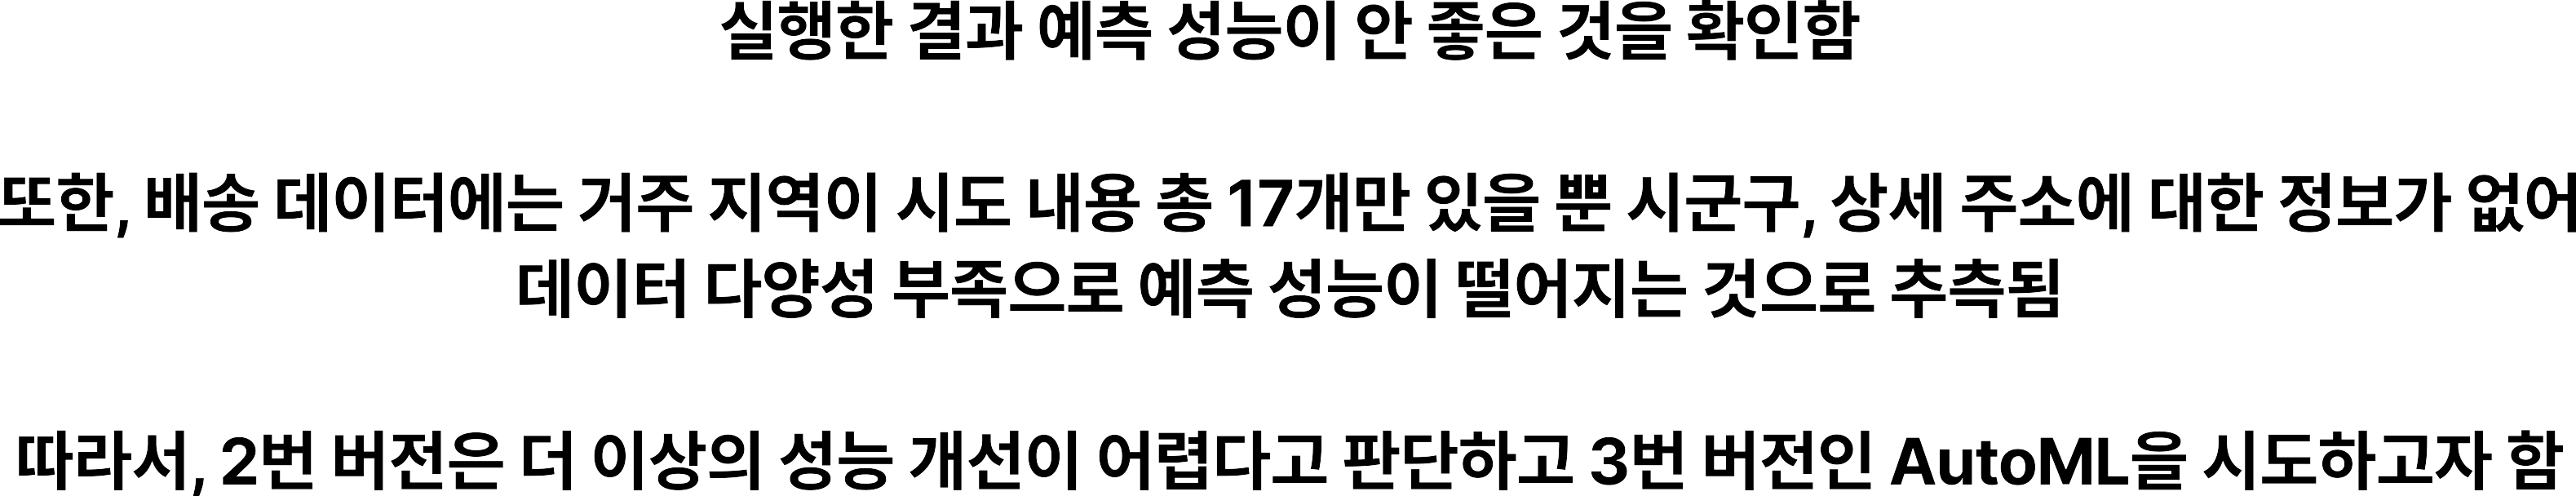 실행한 결과 예측 성능이 안 좋은 것을 확인함
또한, 배송 데이터에는 거주 지역이 시도 내용 총 17개만 있을 뿐 시군구, 상세 주소에 대한 정보가 없어
데이터 다양성 부족으로 예측 성능이 떨어지는 것으로 추측됨
따라서, 2번 버전은 더 이상의 성능 개선이 어렵다고 판단하고 3번 버전인 AutoML을 시도하고자 함